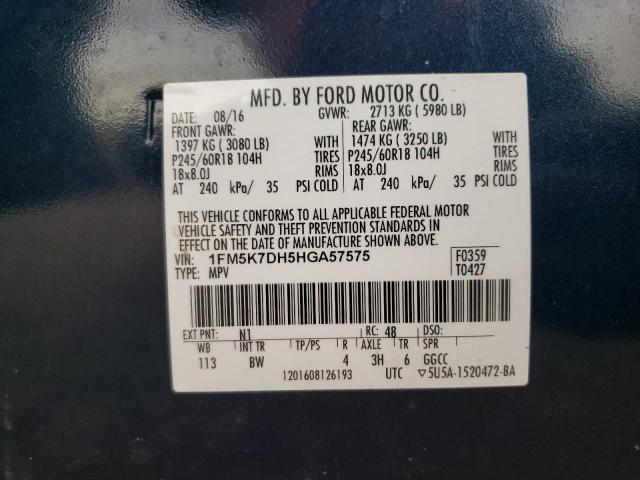 MFD. BY FORD MOTOR CO.
DATE: 08/16 GVWR: 2713 KG ( 5980 LB)
FRONT GAWR: REAR GAWR:
1397 KG ( 3080 LB) WITH 1474 KG ( 3250 LB) WITH
P245/60R18 104H TIRES P245/60R18 104H TIRES
18x8.0J RIMS 18x8.0J RIMS
AT 240 kPa/ 35 PSI COLD AT 240 kPa/ 35 PSI COLD
THIS VEHICLE CONFORMS TO ALL APPLICABLE FEDERAL MOTOR
VEHICLE SAFETY AND THEFT PREVENTION STANDARDS IN
EFFECT ON THE DATE OF MANUFACTURE SHOWN ABOVE.
VIN: 1FM5K7DH5HGA57575 F0359
TYPE: MPV T0427
EXT PNT: N1 RC: 48 DSO:
WB INT TR TP/PS R AXLE TR SPR
113 BW 4 3H 6 GGCC
1201608126193 UTC ▽5U5A-1520472-BA